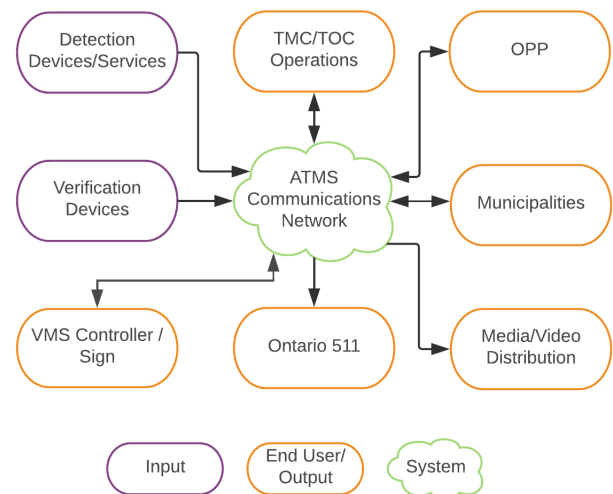 Detection
Devices/Services
TMC/TOC
Operations
OPP
Verification
Devices
ATMS
Communications
Network
Municipalities
VMS Controller /
Sign
Ontario 511
Media/Video
Distribution
Input
End User/
Output
System